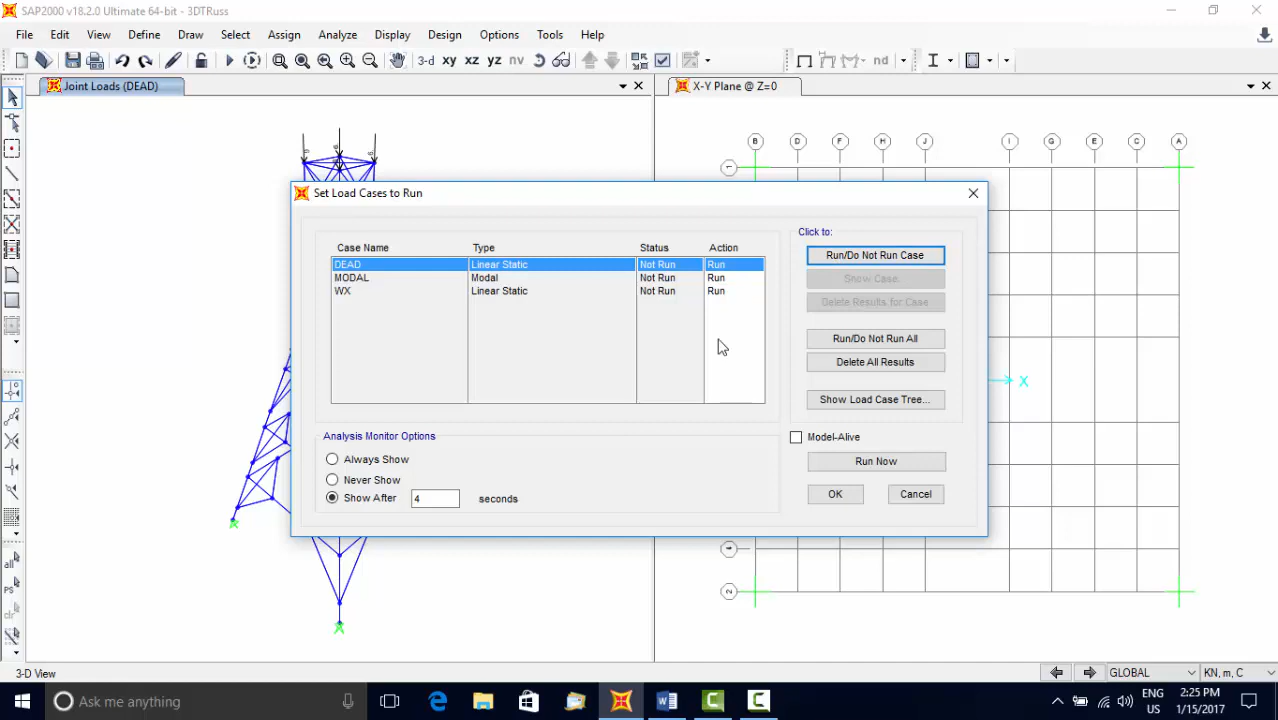 SAP2000 v18.2.0 Ultimate 64-bit - 3DTRuss
File Edit View Define Draw Select Assign Analyze Display Design Options Tools Help
3-d xy xz yz nv nd
Joint Loads (DEAD)
X-Y Plane @ Z=0
B D F H J I G E C A
1
Set Load Cases to Run
Click to:
Case Name Type Status Action
DEAD Linear Static Not Run Run
MODAL Modal Not Run Run
WX Linear Static Not Run Run
Run/Do Not Run Case
Show Case
Delete Results for Case
Run/Do Not Run All
Delete All Results
Show Load Case Tree...
X
Analysis Monitor Options
Always Show
Never Show
Show After 4 seconds
Model-Alive
Run Now
OK Cancel
2
all
PS
clr
3-D View
GLOBAL
KN, m, C
Ask me anything
ENG
US
2:25 PM
1/15/2017